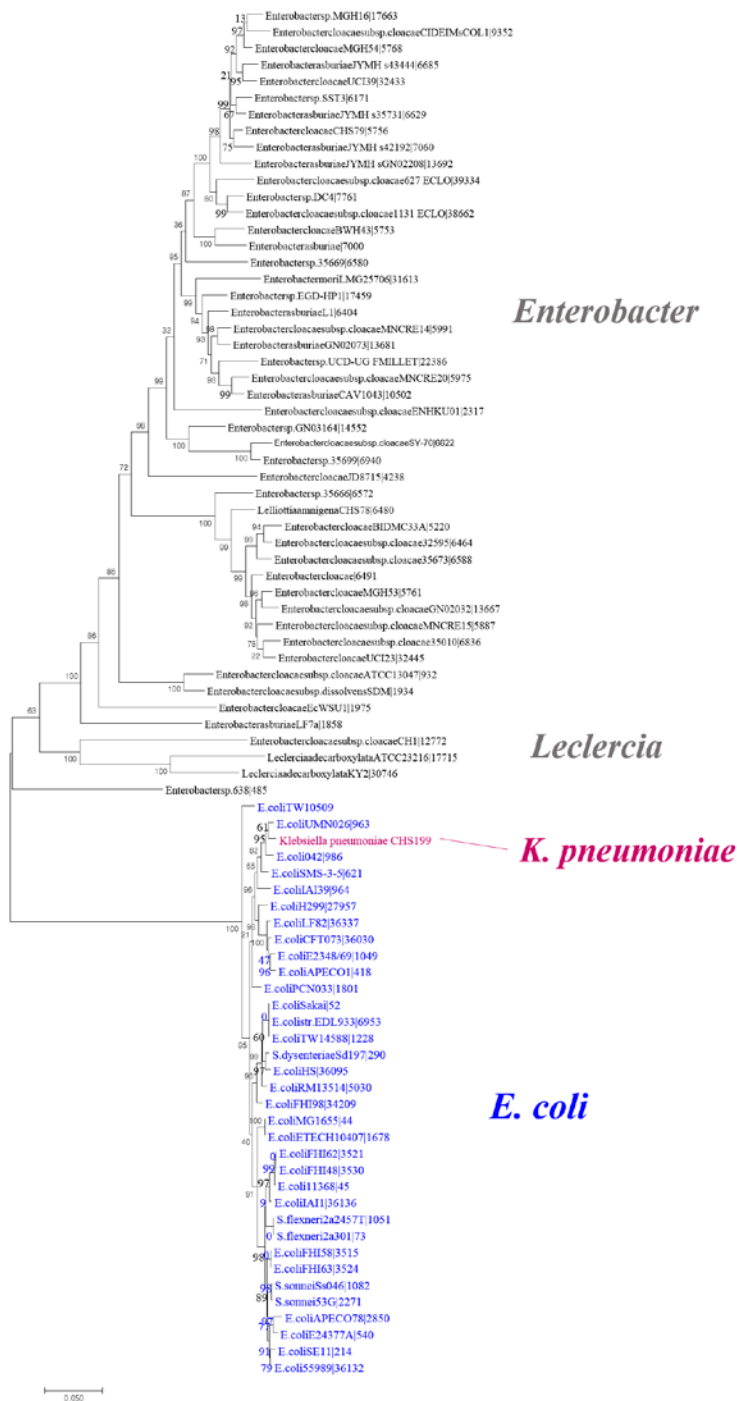 Enterobactersp.MGH16|17663
Enterobactercloacaesubsp.cloacaeCIDEIMsCOL1|9352
EnterobactercloacaeMGH54|5768
EnterobacterasburiaeJYMH s43444|6685
EnterobactercloacaeUCI39|32433
Enterobactersp.SST3|6171
EnterobacterasburiaeJYMH s35731|6629
EnterobactercloacaeCHS79|5756
EnterobacterasburiaeJYMH s42192|7060
EnterobacterasburiaeJYMH sGN02208|13692
Enterobactercloacaesubsp.cloacae627 ECLO|39334
Enterobactersp.DC4|7761
Enterobactercloacaesubsp.cloacae1131 ECLO|38662
EnterobactercloacaeBWH43|5753
Enterobacterasburiae|7000
Enterobactersp.35669|6580
EnterobactermoriLMG25706|31613
Enterobactersp.EGD-HP1|17459
EnterobacterasburiaeL1|6404
Enterobacter
Enterobactercloacaesubsp.cloacaeMNCRE14|5991
EnterobacterasburiaeGN02073|13681
Enterobactersp.UCD-UG FMILLET|22386
Enterobactercloacaesubsp.cloacaeMNCRE20|5975
EnterobacterasburiaeCAV1043|10502
Enterobactercloacaesubsp.cloacaeENHKU01|2317
Enterobactersp.GN03164|14552
Enterobactercloacaesubsp.cloacaeSY-70|6622
Enterobactersp.35699|6940
EnterobactercloacaeJD8715|4238
Enterobactersp.35666|6572
LelliottiaamnigenaCHS78|6480
EnterobactercloacaeBIDMC33A|5220
Enterobactercloacaesubsp.cloacae32595|6464
Enterobactercloacaesubsp.cloacae35673|6588
Enterobactercloacae|6491
EnterobactercloacaeMGH53|5761
Enterobactercloacaesubsp.cloacaeGN02032|13667
Enterobactercloacaesubsp.cloacaeMNCRE15|5887
Enterobactercloacaesubsp.cloacae35010|6836
EnterobactercloacaeUCI23|32445
Enterobactercloacaesubsp.cloacaeATCC13047|932
Enterobactercloacaesubsp.dissolvensSDM|1934
EnterobactercloacaeEcWSU1|1975
EnterobacterasburiaeLF7a|1858
Enterobactercloacaesubsp.cloacaeCH1|12772
Leclercia
LeclerciadecarboxylataATCC23216|17715
LeclerciadecarboxylataKY2|30746
Enterobactersp.638|485
E.coliTW10509
E.coliUMN026|963
Klebsiella pneumoniae CHS199
K. pneumoniae
E.coli042|986
E.coliSMS-3-5|621
E.coliIAI39|964
E.coliH299|27957
E.coliLF82|36337
E.coliCFT073|36030
E.coliE2348/69|1049
E.coliAPECO1|418
E.coliPCN033|1801
E.coliSakai|52
E.colistr.EDL933|6953
E.coliTW14588|1228
S.dysenteriaeSd197|290
E.coliHS|36095
E.coliRM13514|5030
E.coliFHI98|34209
E. coli
E.coliMG1655|44
E.coliETECH10407|1678
E.coliFHI62|3521
E.coliFHI48|3530
E.coli11368|45
E.coliIAI1|36136
S.flexneri2a2457T|1051
S.flexneri2a301|73
E.coliFHI58|3515
E.coliFHI63|3524
S.sonneiSs046|1082
S.sonnei53G|2271
E.coliAPECO78|2850
E.coliE24377A|540
E.coliSE11|214
E.coli55989|36132
0.050